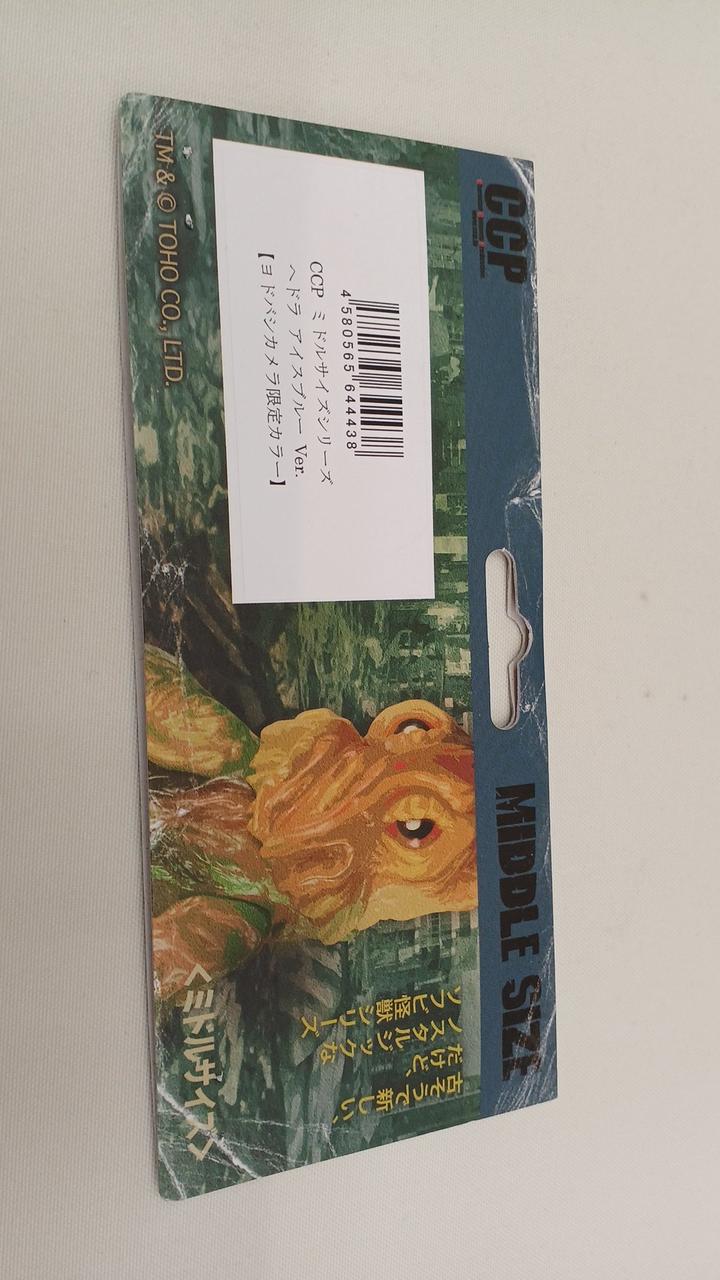 CCP
MIDDLE SIZE
4 580565 644438
CCP ミドルサイズシリーズ
ヘドラ アイスブルー Ver.
【ヨドバシカメラ限定カラー】
古そうで新しい、
だけど、
ノスタルジックな
ソフビ怪獣シリーズ
TM & © TOHO CO., LTD.
<ミドルサイズ>